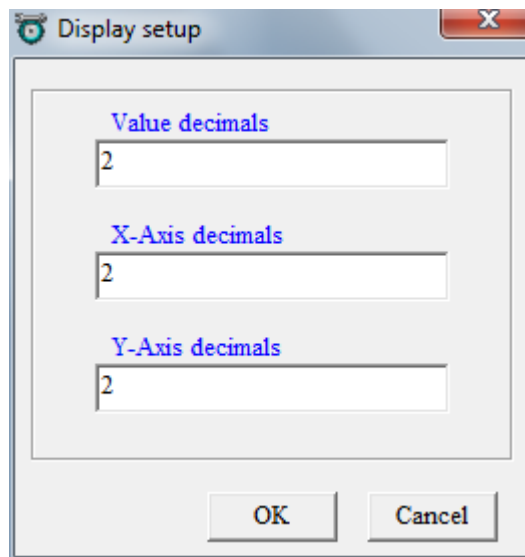 Display setup
Value decimals
2
X-Axis decimals
2
Y-Axis decimals
2
OK Cancel